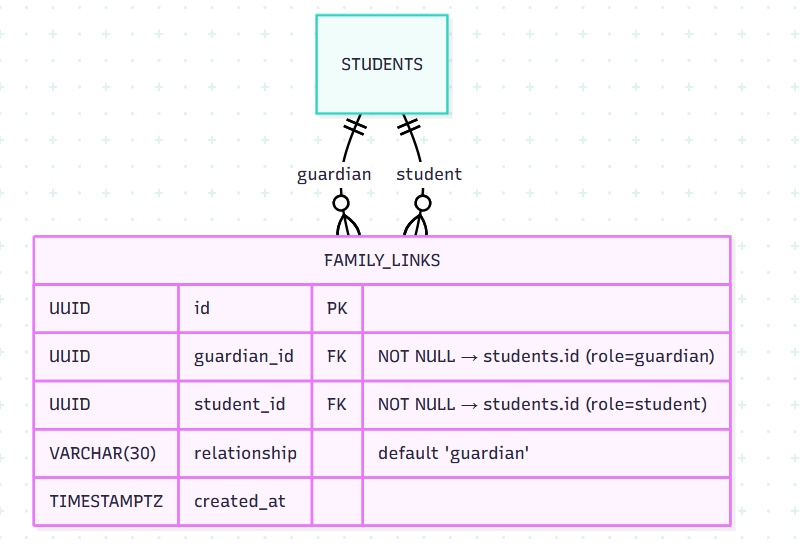 STUDENTS
guardian student
FAMILY_LINKS
UUID id PK
UUID guardian_id FK NOT NULL → students.id (role=guardian)
UUID student_id FK NOT NULL → students.id (role=student)
VARCHAR(30) relationship default 'guardian'
TIMESTAMPTZ created_at